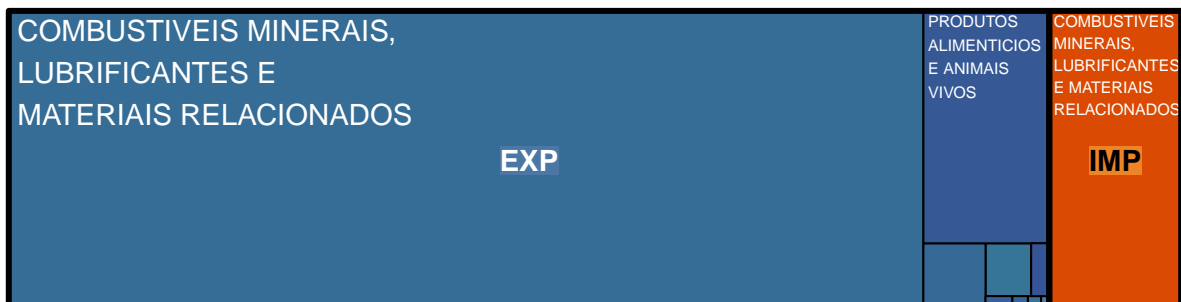 COMBUSTIVEIS MINERAIS,
LUBRIFICANTES E
MATERIAIS RELACIONADOS
EXP
PRODUTOS
ALIMENTICIOS
E ANIMAIS
VIVOS
COMBUSTIVEIS
MINERAIS,
LUBRIFICANTES
E MATERIAIS
RELACIONADOS
IMP